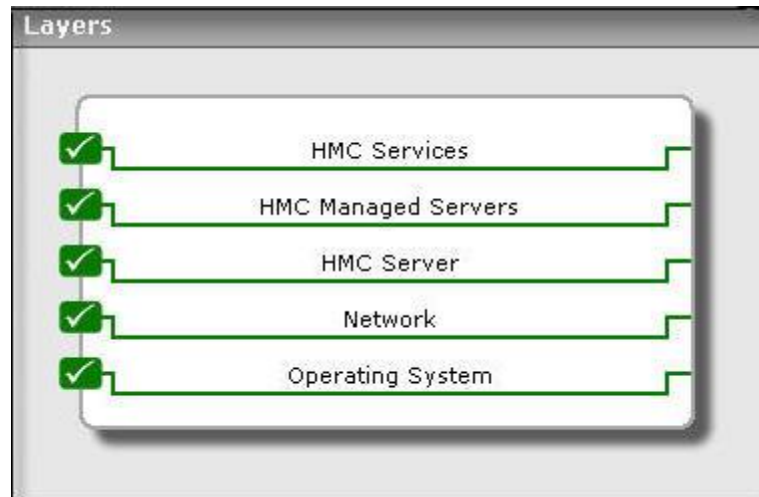 Layers
HMC Services
HMC Managed Servers
HMC Server
Network
Operating System